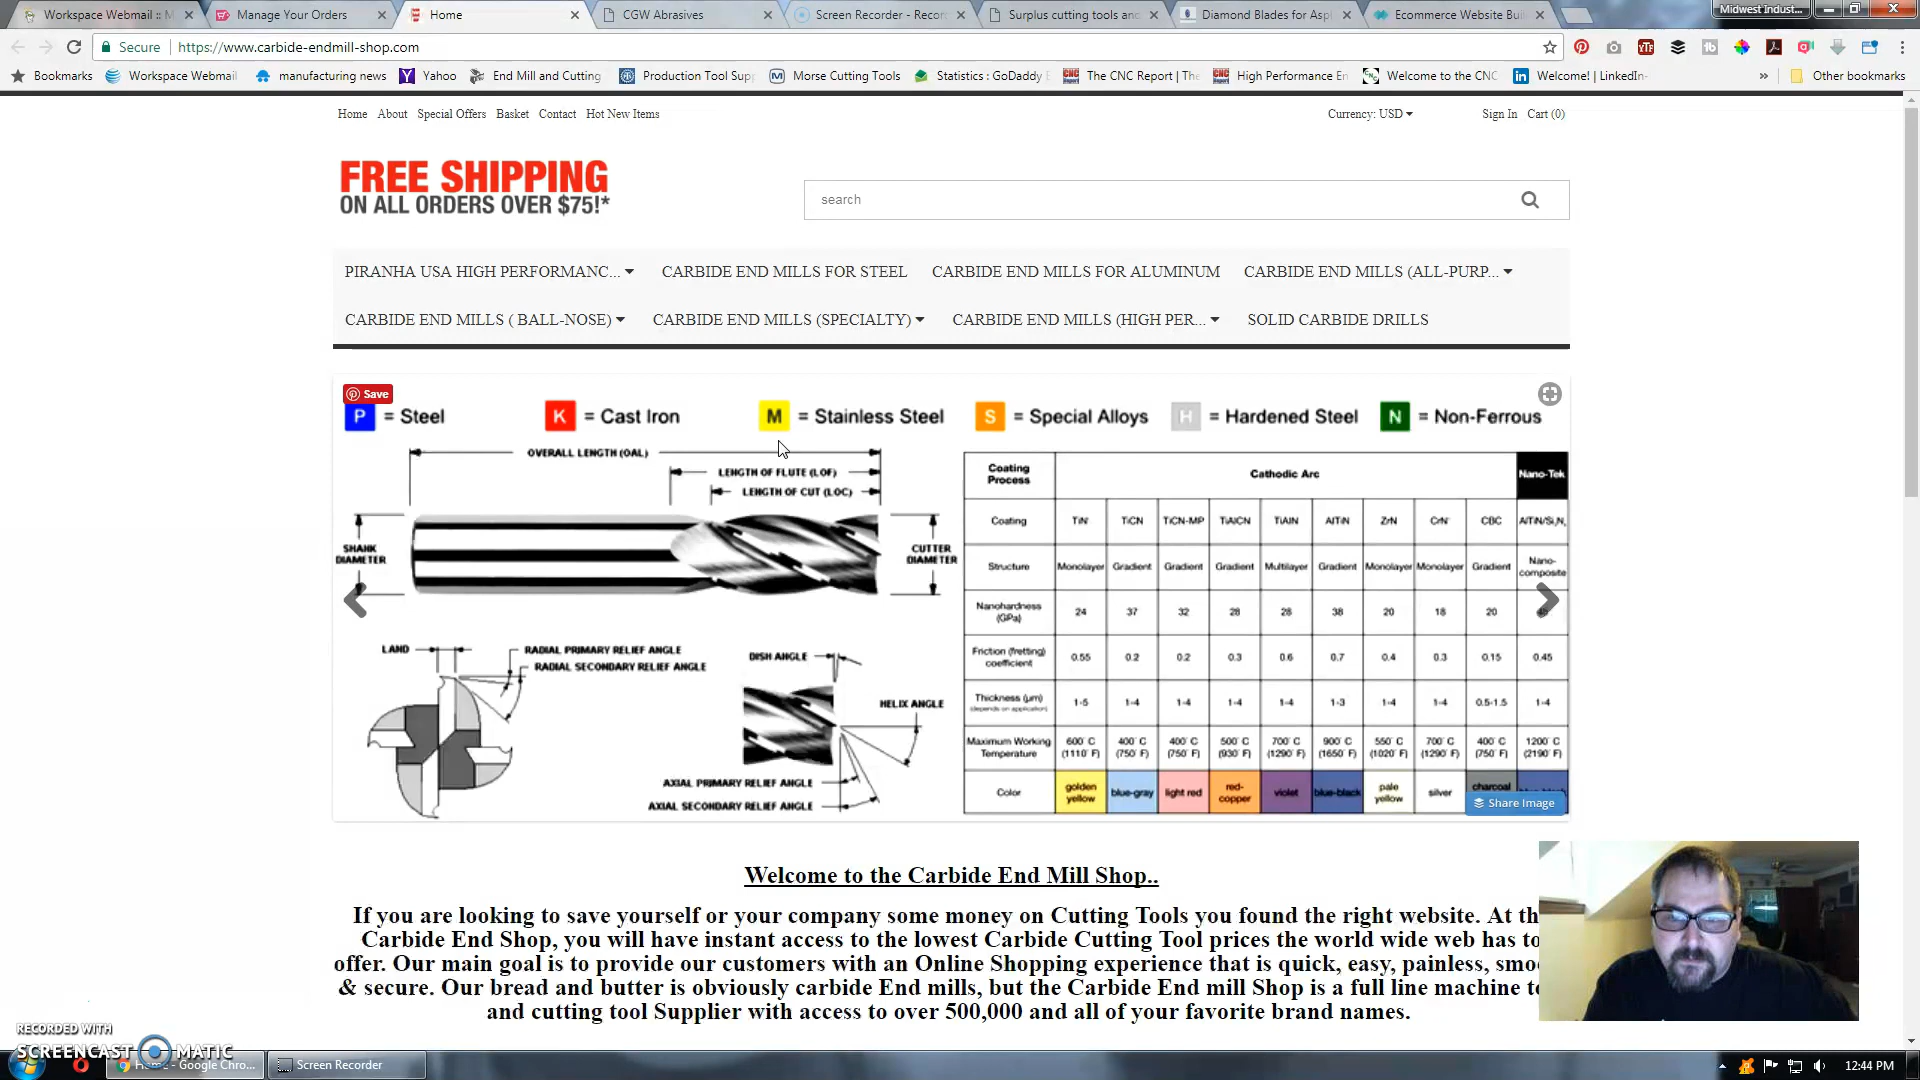 Workspace Webmail :: M
Manage Your Orders
Home
CGW Abrasives
Screen Recorder - Recor
Surplus cutting tools an
Diamond Blades for Asp
Ecommerce Website Buil
Midwest Indust...
Secure
https://www.carbide-endmill-shop.com
Bookmarks
Workspace Webmail
manufacturing news
Yahoo
End Mill and Cutting
Production Tool Sup
Morse Cutting Tools
Statistics : GoDaddy
The CNC Report | The
High Performance En
Welcome to the CNC
Welcome! | LinkedIn
Other bookmarks
Home About Special Offers Basket Contact Hot New Items
Currency: USD
Sign In Cart (0)
FREE SHIPPING
ON ALL ORDERS OVER $75!*
search
PIRANHA USA HIGH PERFORMANC... CARBIDE END MILLS FOR STEEL CARBIDE END MILLS FOR ALUMINUM CARBIDE END MILLS (ALL-PURP...
CARBIDE END MILLS ( BALL-NOSE) CARBIDE END MILLS (SPECIALTY) CARBIDE END MILLS (HIGH PER... SOLID CARBIDE DRILLS
Save
P = Steel K = Cast Iron M = Stainless Steel S = Special Alloys H = Hardened Steel N = Non-Ferrous
OVERALL LENGTH (OAL)
LENGTH OF FLUTE (LOF)
LENGTH OF CUT (LOC)
SHANK
DIAMETER
CUTTER
DIAMETER
LAND
RADIAL PRIMARY RELIEF ANGLE
RADIAL SECONDARY RELIEF ANGLE
DISH ANGLE
HELIX ANGLE
AXIAL PRIMARY RELIEF ANGLE
AXIAL SECONDARY RELIEF ANGLE
Coating Process Cathodic Arc Nano-Tek
Coating TiN TiCN TiCN-MP TiAlCN TiAlN AlTiN ZrN CrN CBC
Structure Monolayer Gradient Gradient Gradient Multilayer Gradient Monolayer Monolayer Gradient Nano-composite
Nanohardness (GPa) 24 37 32 28 28 38 20 18 20
Friction (fretting) coefficient 0.55 0.2 0.2 0.3 0.6 0.7 0.4 0.3 0.15 0.45
Thickness (µm) (depends on application) 1-5 1-4 1-4 1-4 1-4 1-3 1-4 1-4 0.5-1.5 1-4
Maximum Working Temperature 600° C (1110° F) 400° C (750° F) 400° C (750° F) 500° C (930° F) 700° C (1290° F) 900° C (1650° F) 550° C (1020° F) 700° C (1290° F) 400° C (750° F) 1200° C (2190° F)
Color golden yellow blue-gray light red red-copper violet blue-black pale yellow silver charcoal
Share Image
Welcome to the Carbide End Mill Shop..
If you are looking to save yourself or your company some money on Cutting Tools you found the right website. At th
Carbide End Shop, you will have instant access to the lowest Carbide Cutting Tool prices the world wide web has to
offer. Our main goal is to provide our customers with an Online Shopping experience that is quick, easy, painless, smo
& secure. Our bread and butter is obviously carbide End mills, but the Carbide End mill Shop is a full line machine to
and cutting tool Supplier with access to over 500,000 and all of your favorite brand names.
RECORDED WITH
SCREENCAST MATIC
Home - Google Chro...
Screen Recorder
12:44 PM